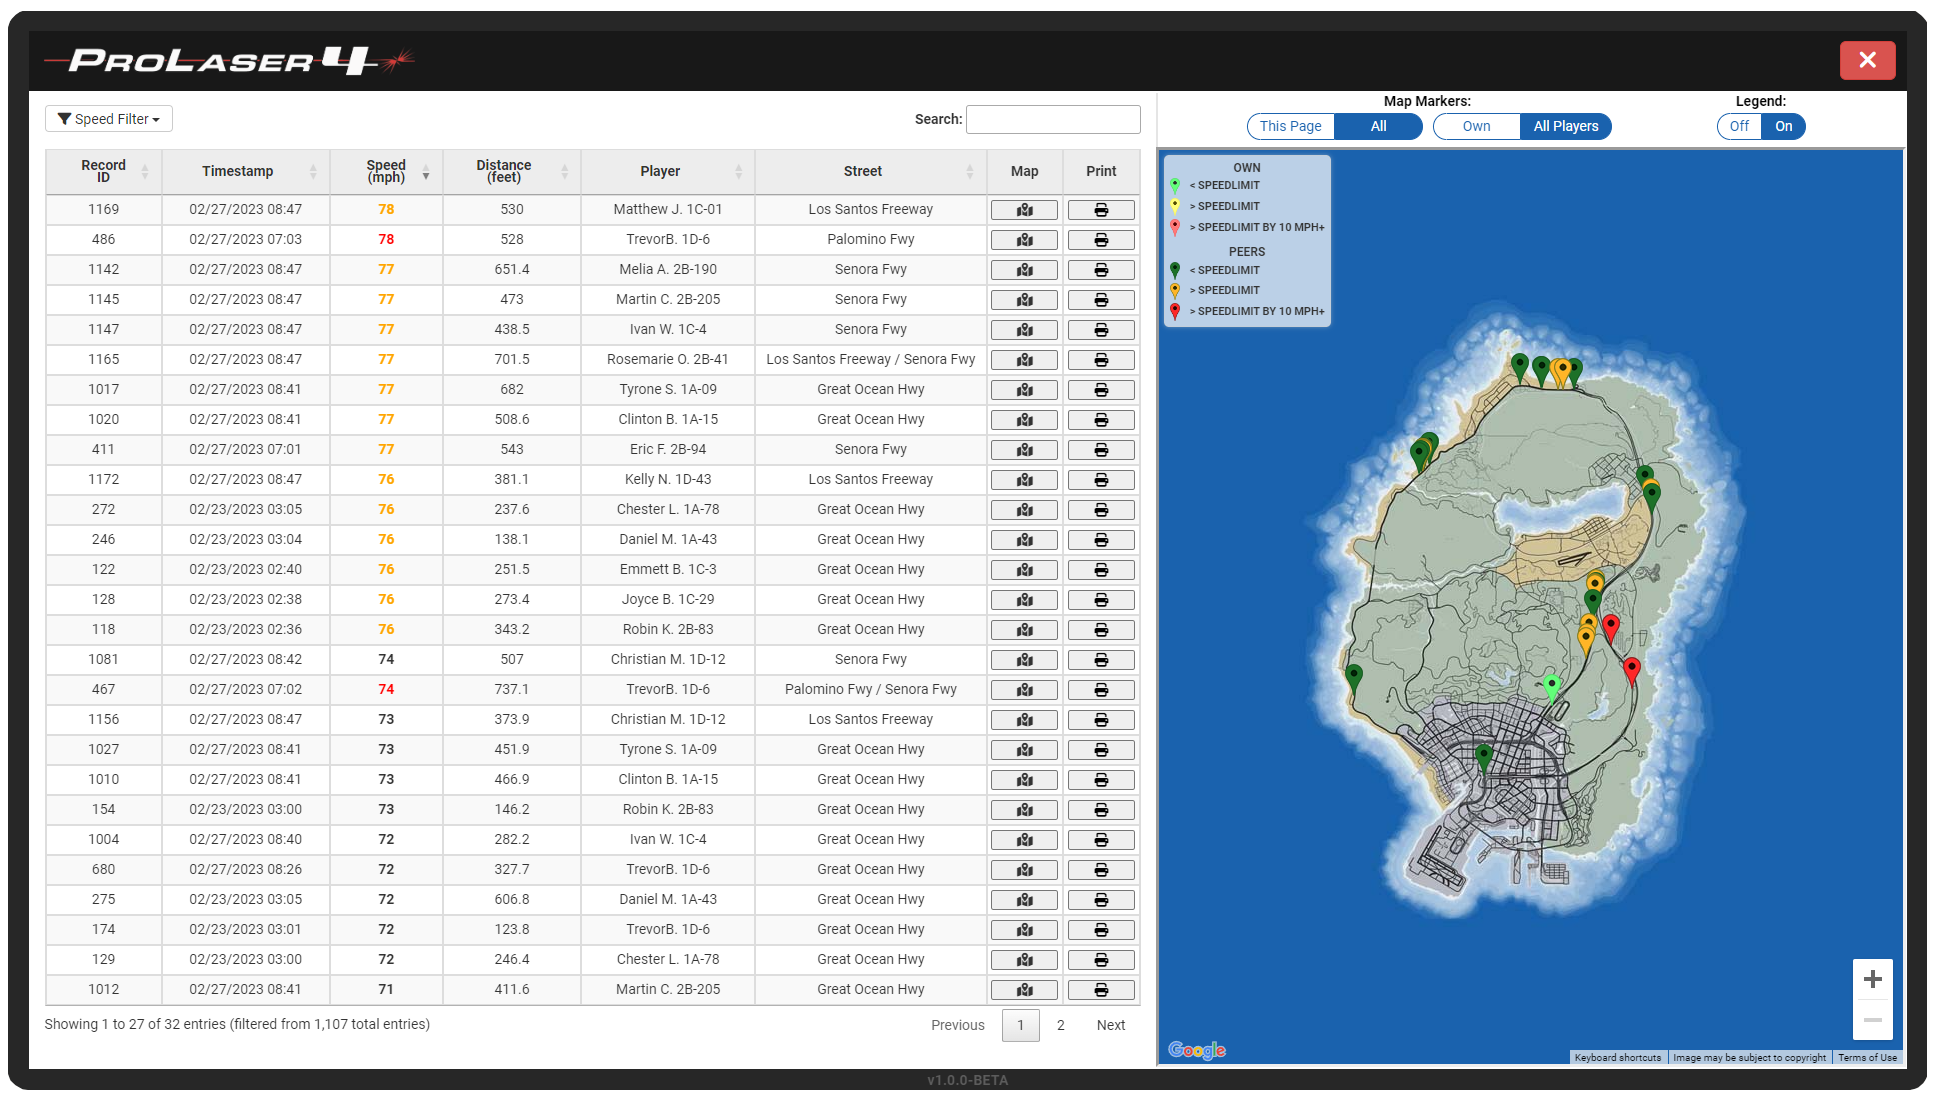 PROLASER 4
Speed Filter
Search:
Record ID Timestamp Speed (mph) Distance (feet) Player Street Map Print
1169 02/27/2023 08:47 78 530 Matthew J. 1C-01 Los Santos Freeway
486 02/27/2023 07:03 78 528 TrevorB. 1D-6 Palomino Fwy
1142 02/27/2023 08:47 77 651.4 Melia A. 2B-190 Senora Fwy
1145 02/27/2023 08:47 77 473 Martin C. 2B-205 Senora Fwy
1147 02/27/2023 08:47 77 438.5 Ivan W. 1C-4 Senora Fwy
1165 02/27/2023 08:47 77 701.5 Rosemarie O. 2B-41 Los Santos Freeway / Senora Fwy
1017 02/27/2023 08:41 77 682 Tyrone S. 1A-09 Great Ocean Hwy
1020 02/27/2023 08:41 77 508.6 Clinton B. 1A-15 Great Ocean Hwy
411 02/27/2023 07:01 77 543 Eric F. 2B-94 Senora Fwy
1172 02/27/2023 08:47 76 381.1 Kelly N. 1D-43 Los Santos Freeway
272 02/23/2023 03:05 76 237.6 Chester L. 1A-78 Great Ocean Hwy
246 02/23/2023 03:04 76 138.1 Daniel M. 1A-43 Great Ocean Hwy
122 02/23/2023 02:40 76 251.5 Emmett B. 1C-3 Great Ocean Hwy
128 02/23/2023 02:38 76 273.4 Joyce B. 1C-29 Great Ocean Hwy
118 02/23/2023 02:36 76 343.2 Robin K. 2B-83 Great Ocean Hwy
1081 02/27/2023 08:42 74 507 Christian M. 1D-12 Senora Fwy
467 02/27/2023 07:02 74 737.1 TrevorB. 1D-6 Palomino Fwy / Senora Fwy
1156 02/27/2023 08:47 73 373.9 Christian M. 1D-12 Los Santos Freeway
1027 02/27/2023 08:41 73 451.9 Tyrone S. 1A-09 Great Ocean Hwy
1010 02/27/2023 08:41 73 466.9 Clinton B. 1A-15 Great Ocean Hwy
154 02/23/2023 03:00 73 146.2 Robin K. 2B-83 Great Ocean Hwy
1004 02/27/2023 08:40 72 282.2 Ivan W. 1C-4 Great Ocean Hwy
680 02/27/2023 08:26 72 327.7 TrevorB. 1D-6 Great Ocean Hwy
275 02/23/2023 03:05 72 606.8 Daniel M. 1A-43 Great Ocean Hwy
174 02/23/2023 03:01 72 123.8 TrevorB. 1D-6 Great Ocean Hwy
129 02/23/2023 03:00 72 246.4 Chester L. 1A-78 Great Ocean Hwy
1012 02/27/2023 08:41 71 411.6 Martin C. 2B-205 Great Ocean Hwy
Showing 1 to 27 of 32 entries (filtered from 1,107 total entries)
Previous 1 2 Next
Map Markers:
This Page All Own All Players
Legend:
Off On
OWN
< SPEEDLIMIT
> SPEEDLIMIT
> SPEEDLIMIT BY 10 MPH+
PEERS
< SPEEDLIMIT
> SPEEDLIMIT
> SPEEDLIMIT BY 10 MPH+
Google
Keyboard shortcuts Image may be subject to copyright Terms of Use
v1.0.0-BETA